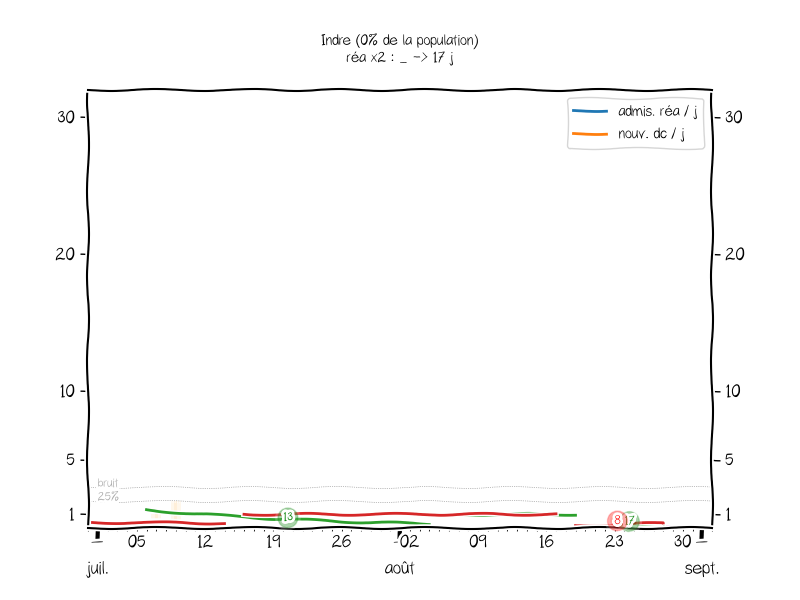 Indre (0% de la population)
réa x2 : _ -> 17 j
admis. réa / j
nouv. dc / j
30
30
20
20
10
10
5
5
bruit
25%
1
1
13
8
17
05
12
19
26
02
09
16
23
30
juil.
août
sept.